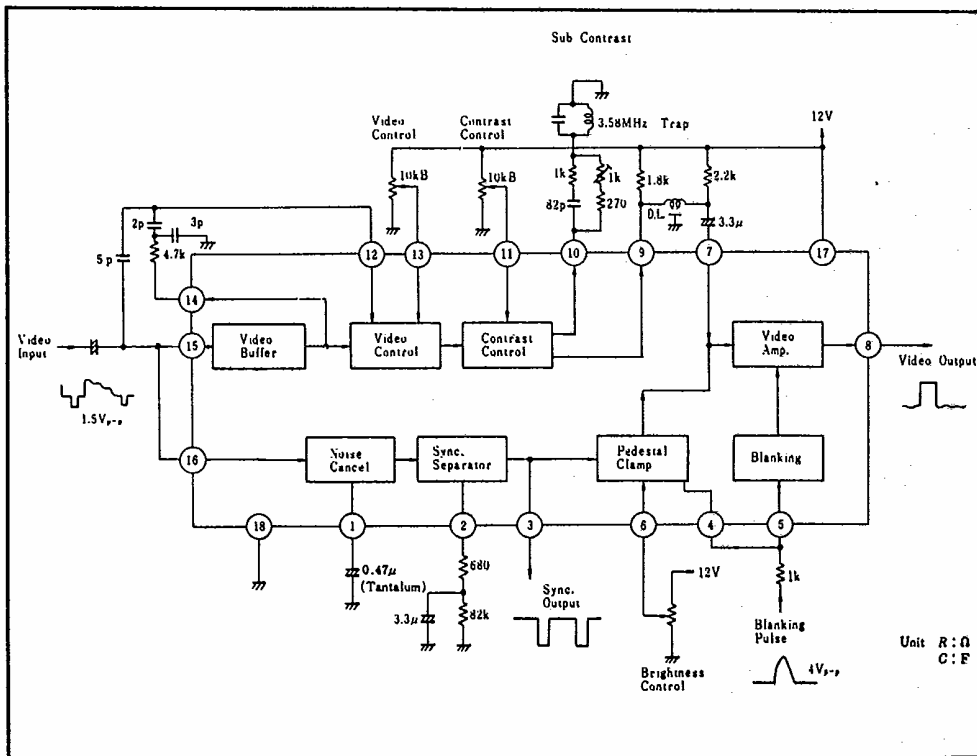 Sub Contrast
3.58MHz Trap
Video
Control
Contrast
Control
12V
10kB
10kB
1k
1k
82p
270
1.8k
2.2k
D.L.
3.3μ
2p
3p
5p
4.7k
12
13
11
10
9
7
17
14
15
Video
Input
Video
Buffer
Video
Control
Contrast
Control
Video
Amp.
8
Video Output
1.5Vp-p
16
Noise
Cancel
Sync.
Separator
Pedestal
Clamp
Blanking
18
1
2
3
6
4
5
0.47μ
(Tantalum)
680
3.3μ
82k
Sync.
Output
12V
Brightness
Control
1k
Blanking
Pulse
4Vp-p
Unit R:Ω
C:F